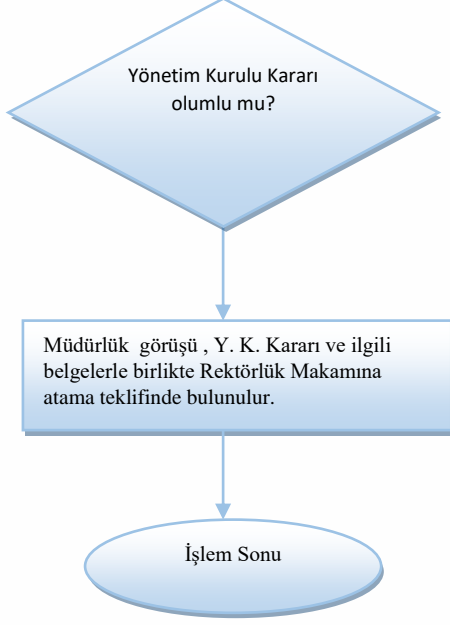 Yönetim Kurulu Kararı
olumlu mu?
Müdürlük görüşü , Y. K. Kararı ve ilgili
belgelerle birlikte Rektörlük Makamına
atama teklifinde bulunulur.
İşlem Sonu